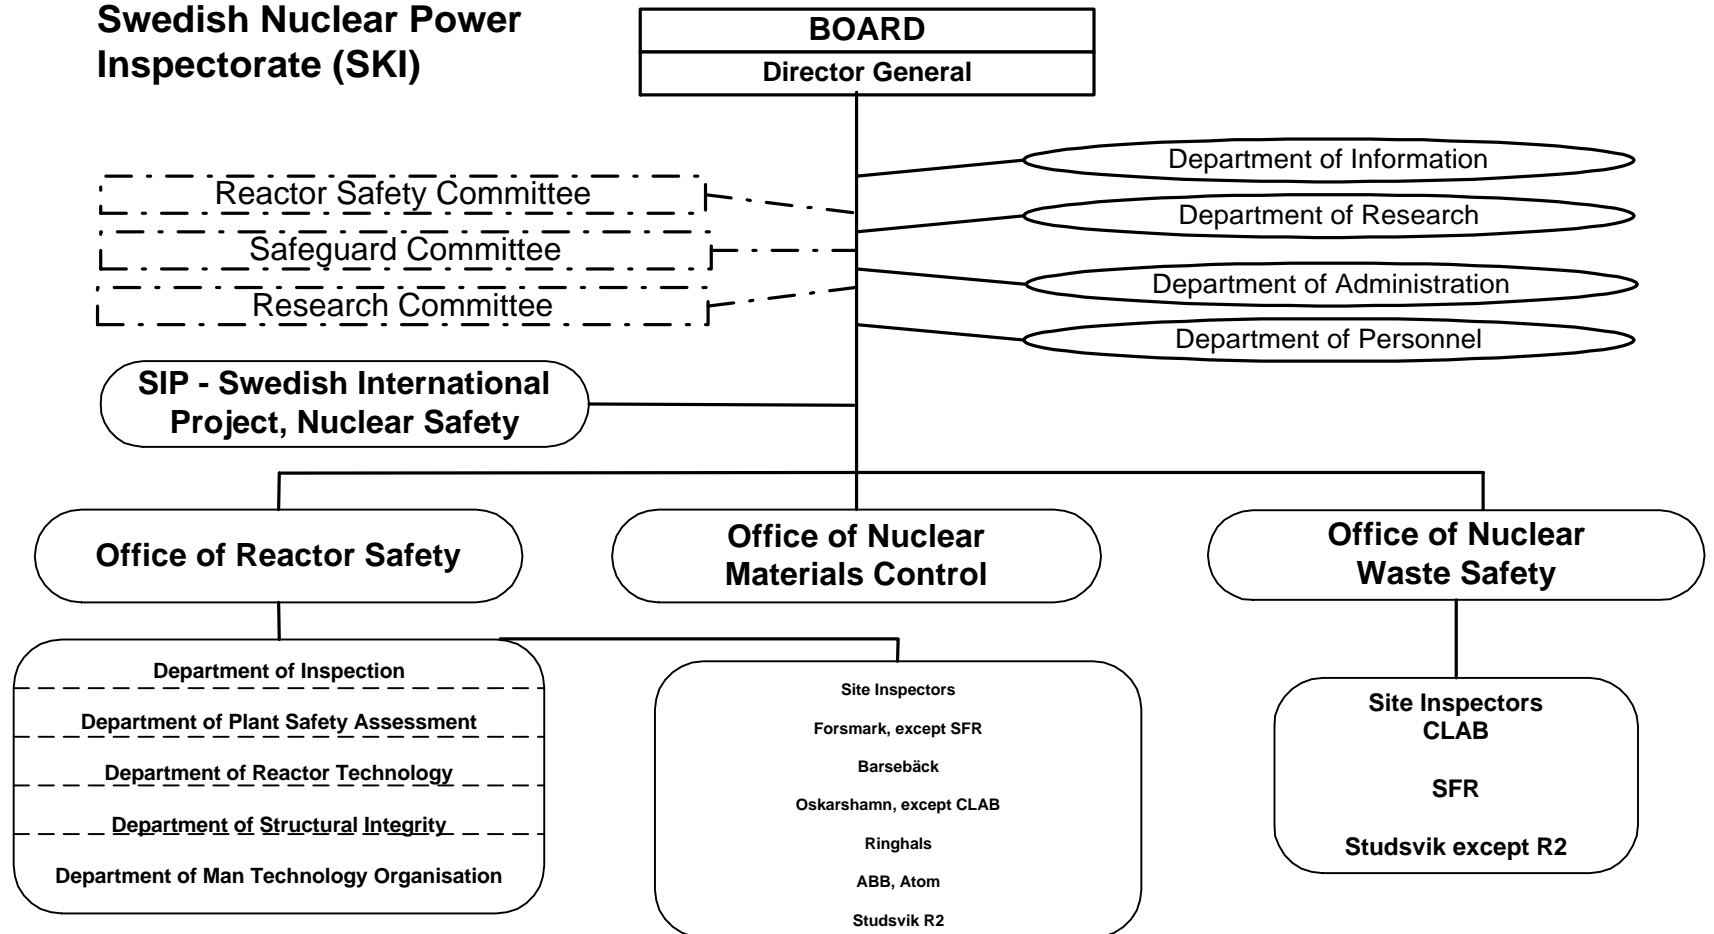 Swedish Nuclear Power
Inspectorate (SKI)
BOARD
Director General
Department of Information
Reactor Safety Committee
Department of Research
Safeguard Committee
Department of Administration
Research Committee
Department of Personnel
SIP - Swedish International
Project, Nuclear Safety
Office of Reactor Safety
Office of Nuclear
Materials Control
Office of Nuclear
Waste Safety
Department of Inspection
Department of Plant Safety Assessment
Department of Reactor Technology
Department of Structural Integrity
Department of Man Technology Organisation
Site Inspectors
Forsmark, except SFR
Barsebäck
Oskarshamn, except CLAB
Ringhals
ABB, Atom
Studsvik R2
Site Inspectors
CLAB
SFR
Studsvik except R2